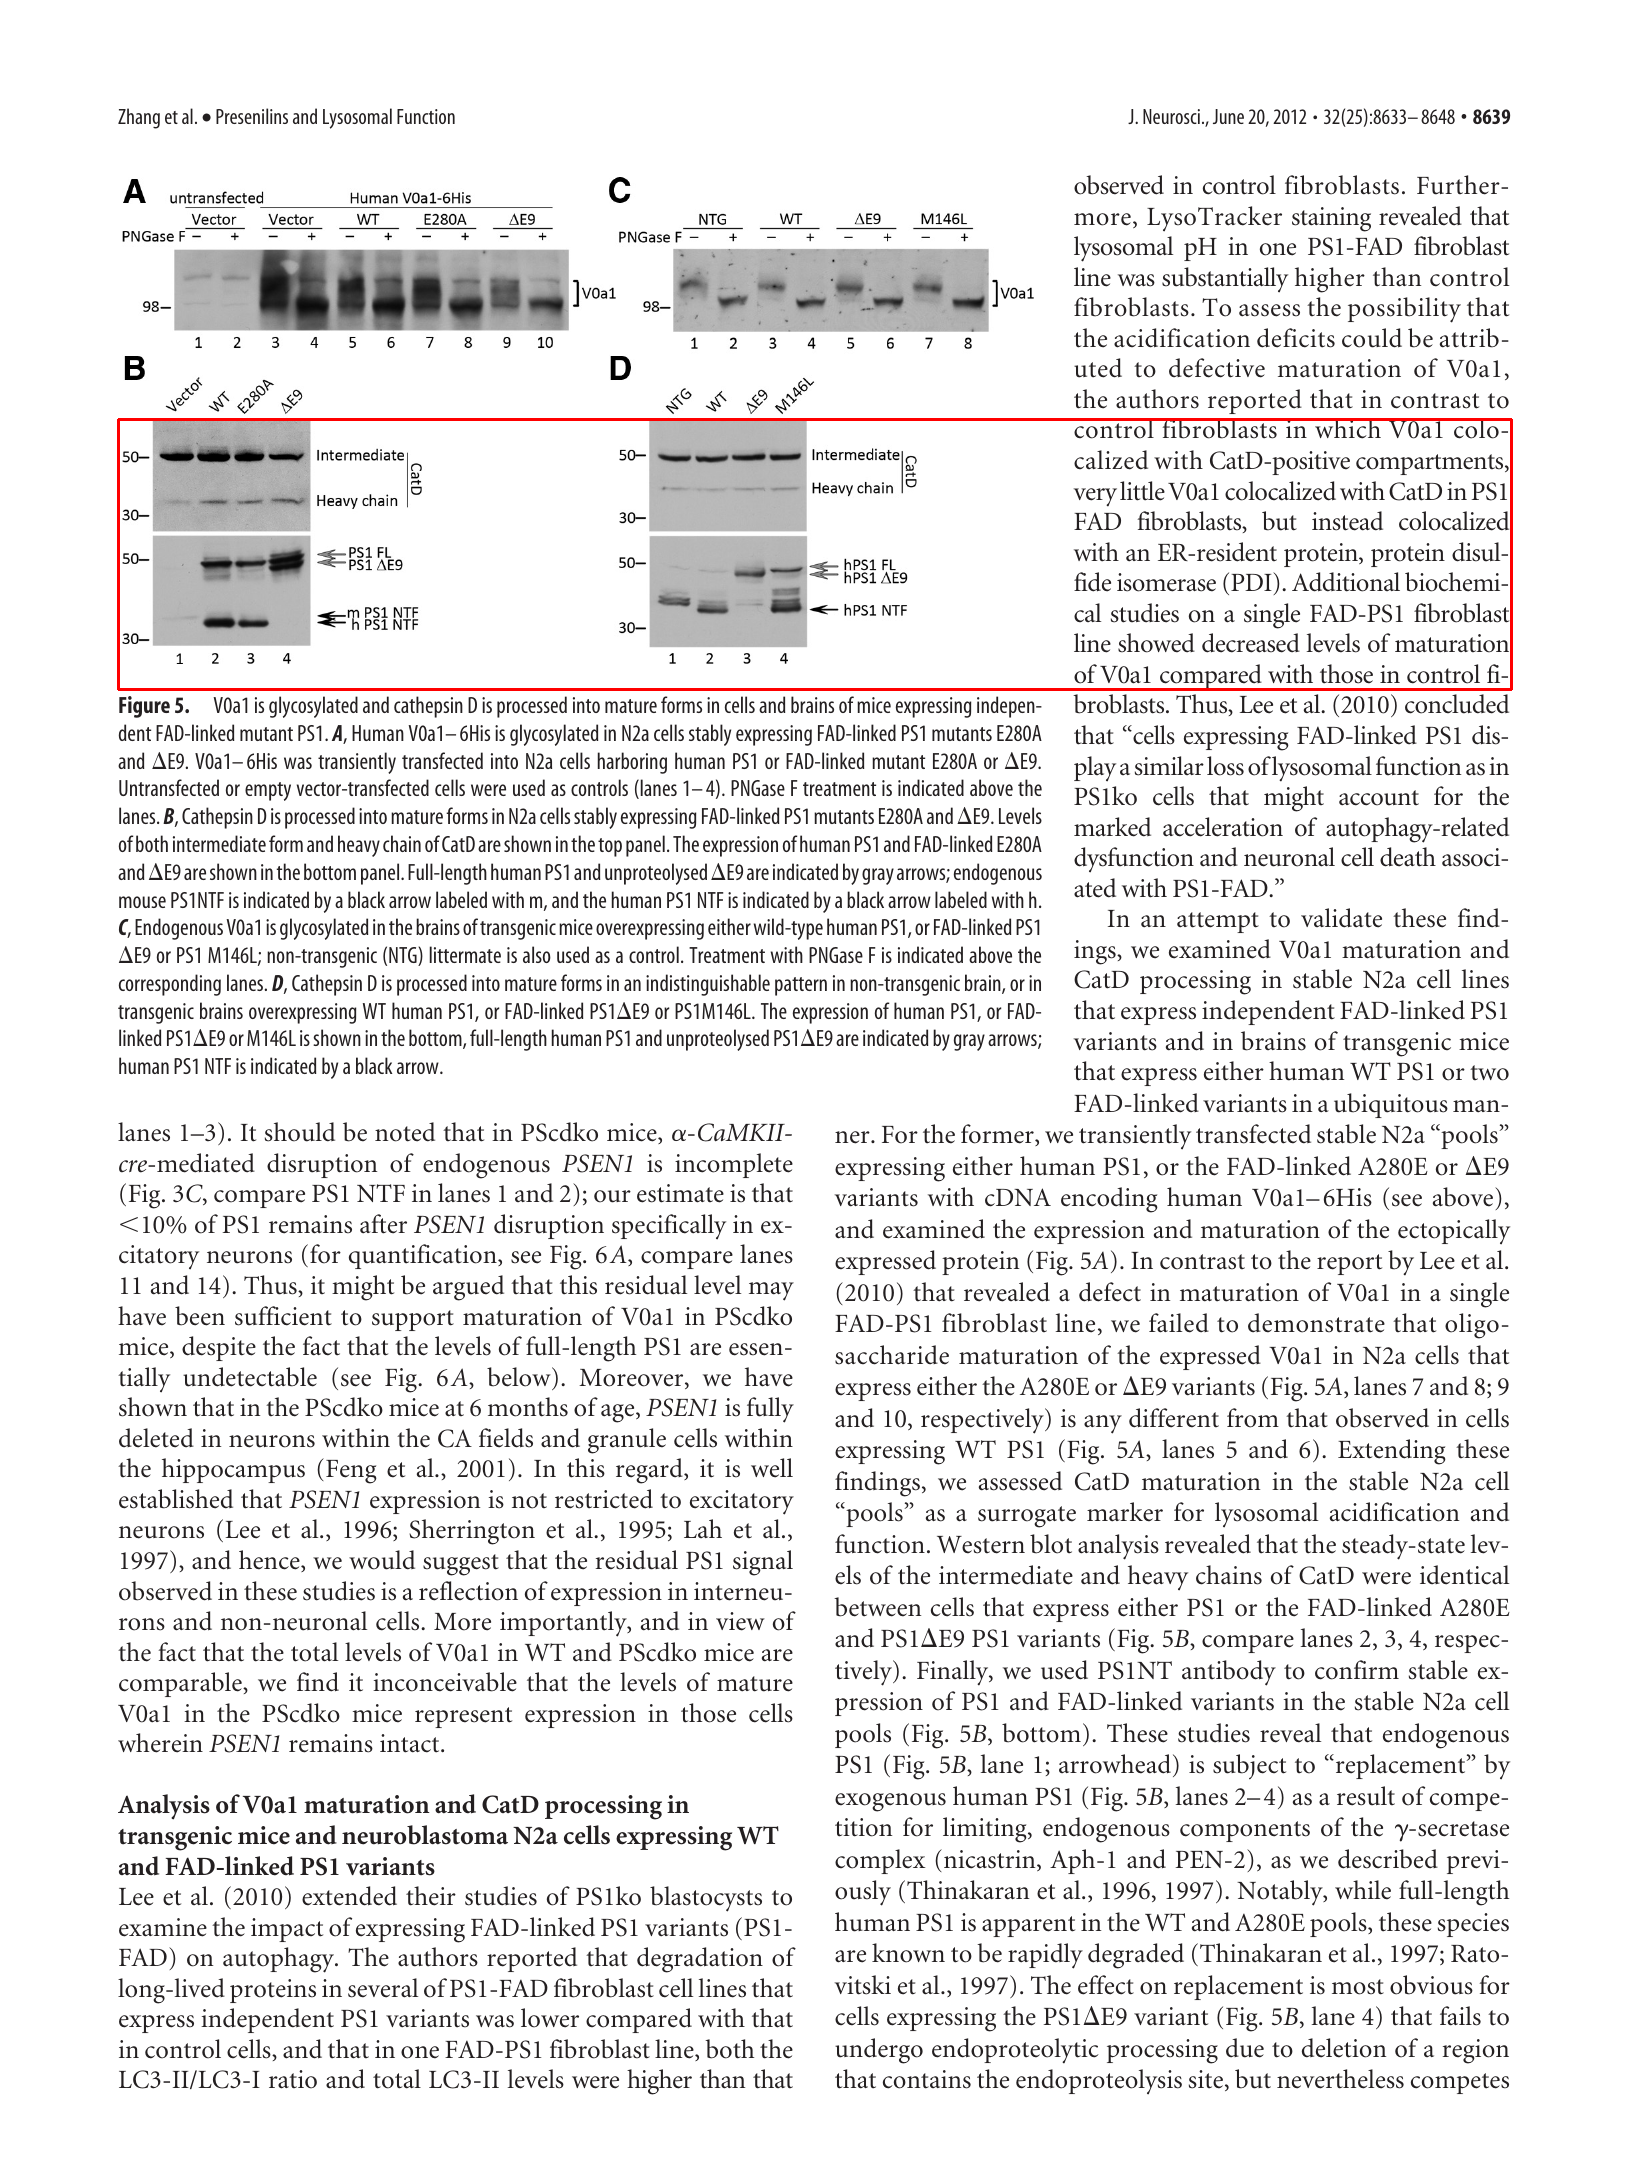 Zhang et al. • Presenilins and Lysosomal Function
J. Neurosci., June 20, 2012 • 32(25):8633–8648 • 8639
A
untransfected
Human V0a1-6His
Vector Vector WT E280A ΔE9
PNGase F – + – + – + – + – +
98–
V0a1
1 2 3 4 5 6 7 8 9 10
C
NTG WT ΔE9 M146L
PNGase F – + – + – + – +
98–
V0a1
1 2 3 4 5 6 7 8
B
Vector WT E280A ΔE9
50–
Intermediate
CatD
Heavy chain
30–
50–
PS1 FL
PS1 ΔE9
m PS1 NTF
h PS1 NTF
30–
1 2 3 4
D
NTG WT ΔE9 M146L
50–
Intermediate
CatD
Heavy chain
30–
50–
hPS1 FL
hPS1 ΔE9
hPS1 NTF
30–
1 2 3 4
Figure 5. V0a1 is glycosylated and cathepsin D is processed into mature forms in cells and brains of mice expressing indepen-
dent FAD-linked mutant PS1. A, Human V0a1–6His is glycosylated in N2a cells stably expressing FAD-linked PS1 mutants E280A
and ΔE9. V0a1–6His was transiently transfected into N2a cells harboring human PS1 or FAD-linked mutant E280A or ΔE9.
Untransfected or empty vector-transfected cells were used as controls (lanes 1–4). PNGase F treatment is indicated above the
lanes. B, Cathepsin D is processed into mature forms in N2a cells stably expressing FAD-linked PS1 mutants E280A and ΔE9. Levels
of both intermediate form and heavy chain of CatD are shown in the top panel. The expression of human PS1 and FAD-linked E280A
and ΔE9 are shown in the bottom panel. Full-length human PS1 and unproteolysed ΔE9 are indicated by gray arrows; endogenous
mouse PS1NTF is indicated by a black arrow labeled with m, and the human PS1 NTF is indicated by a black arrow labeled with h.
C, Endogenous V0a1 is glycosylated in the brains of transgenic mice overexpressing either wild-type human PS1, or FAD-linked PS1
ΔE9 or PS1 M146L; non-transgenic (NTG) littermate is also used as a control. Treatment with PNGase F is indicated above the
corresponding lanes. D, Cathepsin D is processed into mature forms in an indistinguishable pattern in non-transgenic brain, or in
transgenic brains overexpressing WT human PS1, or FAD-linked PS1ΔE9 or PS1M146L. The expression of human PS1, or FAD-
linked PS1ΔE9 or M146L is shown in the bottom, full-length human PS1 and unproteolysed PS1ΔE9 are indicated by gray arrows;
human PS1 NTF is indicated by a black arrow.
lanes 1–3). It should be noted that in PScdko mice, α-CaMKII-
cre-mediated disruption of endogenous PSEN1 is incomplete
(Fig. 3C, compare PS1 NTF in lanes 1 and 2); our estimate is that
<10% of PS1 remains after PSEN1 disruption specifically in ex-
citatory neurons (for quantification, see Fig. 6A, compare lanes
11 and 14). Thus, it might be argued that this residual level may
have been sufficient to support maturation of V0a1 in PScdko
mice, despite the fact that the levels of full-length PS1 are essen-
tially undetectable (see Fig. 6A, below). Moreover, we have
shown that in the PScdko mice at 6 months of age, PSEN1 is fully
deleted in neurons within the CA fields and granule cells within
the hippocampus (Feng et al., 2001). In this regard, it is well
established that PSEN1 expression is not restricted to excitatory
neurons (Lee et al., 1996; Sherrington et al., 1995; Lah et al.,
1997), and hence, we would suggest that the residual PS1 signal
observed in these studies is a reflection of expression in interneu-
rons and non-neuronal cells. More importantly, and in view of
the fact that the total levels of V0a1 in WT and PScdko mice are
comparable, we find it inconceivable that the levels of mature
V0a1 in the PScdko mice represent expression in those cells
wherein PSEN1 remains intact.
Analysis of V0a1 maturation and CatD processing in
transgenic mice and neuroblastoma N2a cells expressing WT
and FAD-linked PS1 variants
Lee et al. (2010) extended their studies of PS1ko blastocysts to
examine the impact of expressing FAD-linked PS1 variants (PS1-
FAD) on autophagy. The authors reported that degradation of
long-lived proteins in several of PS1-FAD fibroblast cell lines that
express independent PS1 variants was lower compared with that
in control cells, and that in one FAD-PS1 fibroblast line, both the
LC3-II/LC3-I ratio and total LC3-II levels were higher than that
observed in control fibroblasts. Further-
more, LysoTracker staining revealed that
lysosomal pH in one PS1-FAD fibroblast
line was substantially higher than control
fibroblasts. To assess the possibility that
the acidification deficits could be attrib-
uted to defective maturation of V0a1,
the authors reported that in contrast to
control fibroblasts in which V0a1 colo-
calized with CatD-positive compartments,
very little V0a1 colocalized with CatD in PS1
FAD fibroblasts, but instead colocalized
with an ER-resident protein, protein disul-
fide isomerase (PDI). Additional biochemi-
cal studies on a single FAD-PS1 fibroblast
line showed decreased levels of maturation
of V0a1 compared with those in control fi-
broblasts. Thus, Lee et al. (2010) concluded
that “cells expressing FAD-linked PS1 dis-
play a similar loss of lysosomal function as in
PS1ko cells that might account for the
marked acceleration of autophagy-related
dysfunction and neuronal cell death associ-
ated with PS1-FAD.”
In an attempt to validate these find-
ings, we examined V0a1 maturation and
CatD processing in stable N2a cell lines
that express independent FAD-linked PS1
variants and in brains of transgenic mice
that express either human WT PS1 or two
FAD-linked variants in a ubiquitous man-
ner. For the former, we transiently transfected stable N2a “pools”
expressing either human PS1, or the FAD-linked A280E or ΔE9
variants with cDNA encoding human V0a1–6His (see above),
and examined the expression and maturation of the ectopically
expressed protein (Fig. 5A). In contrast to the report by Lee et al.
(2010) that revealed a defect in maturation of V0a1 in a single
FAD-PS1 fibroblast line, we failed to demonstrate that oligo-
saccharide maturation of the expressed V0a1 in N2a cells that
express either the A280E or ΔE9 variants (Fig. 5A, lanes 7 and 8; 9
and 10, respectively) is any different from that observed in cells
expressing WT PS1 (Fig. 5A, lanes 5 and 6). Extending these
findings, we assessed CatD maturation in the stable N2a cell
“pools” as a surrogate marker for lysosomal acidification and
function. Western blot analysis revealed that the steady-state lev-
els of the intermediate and heavy chains of CatD were identical
between cells that express either PS1 or the FAD-linked A280E
and PS1ΔE9 PS1 variants (Fig. 5B, compare lanes 2, 3, 4, respec-
tively). Finally, we used PS1NT antibody to confirm stable ex-
pression of PS1 and FAD-linked variants in the stable N2a cell
pools (Fig. 5B, bottom). These studies reveal that endogenous
PS1 (Fig. 5B, lane 1; arrowhead) is subject to “replacement” by
exogenous human PS1 (Fig. 5B, lanes 2–4) as a result of compe-
tition for limiting, endogenous components of the γ-secretase
complex (nicastrin, Aph-1 and PEN-2), as we described previ-
ously (Thinakaran et al., 1996, 1997). Notably, while full-length
human PS1 is apparent in the WT and A280E pools, these species
are known to be rapidly degraded (Thinakaran et al., 1997; Rato-
vitski et al., 1997). The effect on replacement is most obvious for
cells expressing the PS1ΔE9 variant (Fig. 5B, lane 4) that fails to
undergo endoproteolytic processing due to deletion of a region
that contains the endoproteolysis site, but nevertheless competes